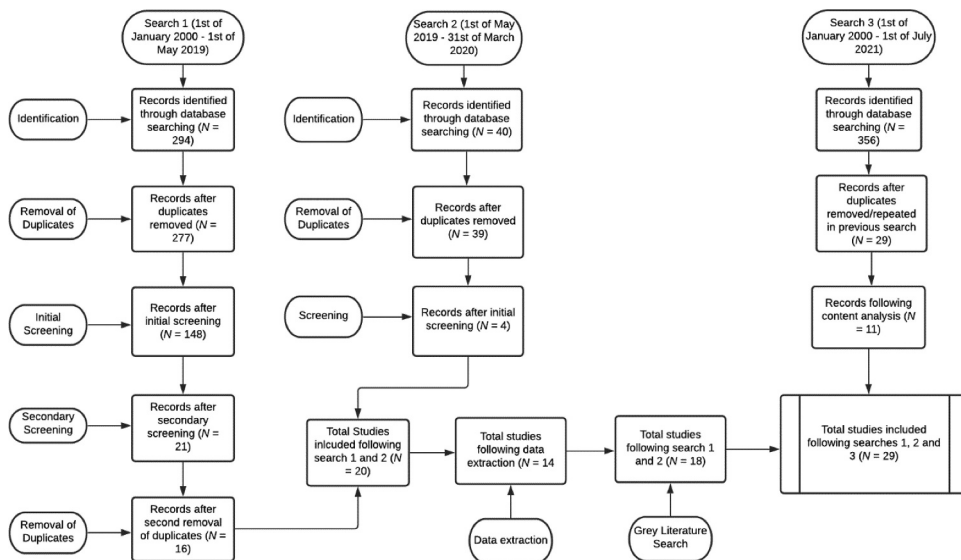 Search 1 (1st of
January 2000 - 1st of
May 2019)
Identification
Records identified
through database
searching (N =
294)
Removal of
Duplicates
Records after
duplicates
removed (N =
277)
Initial
Screening
Records after
initial screening
(N = 148)
Secondary
Screening
Records after
secondary
screening (N =
21)
Removal of
Duplicates
Records after
second removal
of duplicates (N =
16)
Search 2 (1st of May
2019 - 31st of March
2020)
Identification
Records identified
through database
searching (N = 40)
Removal of
Duplicates
Records after
duplicates removed
(N = 39)
Screening
Records after initial
screening (N = 4)
Total Studies
inlcuded following
search 1 and 2 (N
= 20)
Total studies
following data
extraction (N = 14
Data extraction
Total studies
following search 1
and 2 (N = 18)
Grey Literature
Search
Search 3 (1st of
January 2000 - 1st of July
2021)
Records identified
through database
searching (N =
356)
Records after
duplicates
removed/repeated
in previous search
(N = 29)
Records following
content analysis (N
= 11)
Total studies included
following searches 1, 2 and
3 (N = 29)